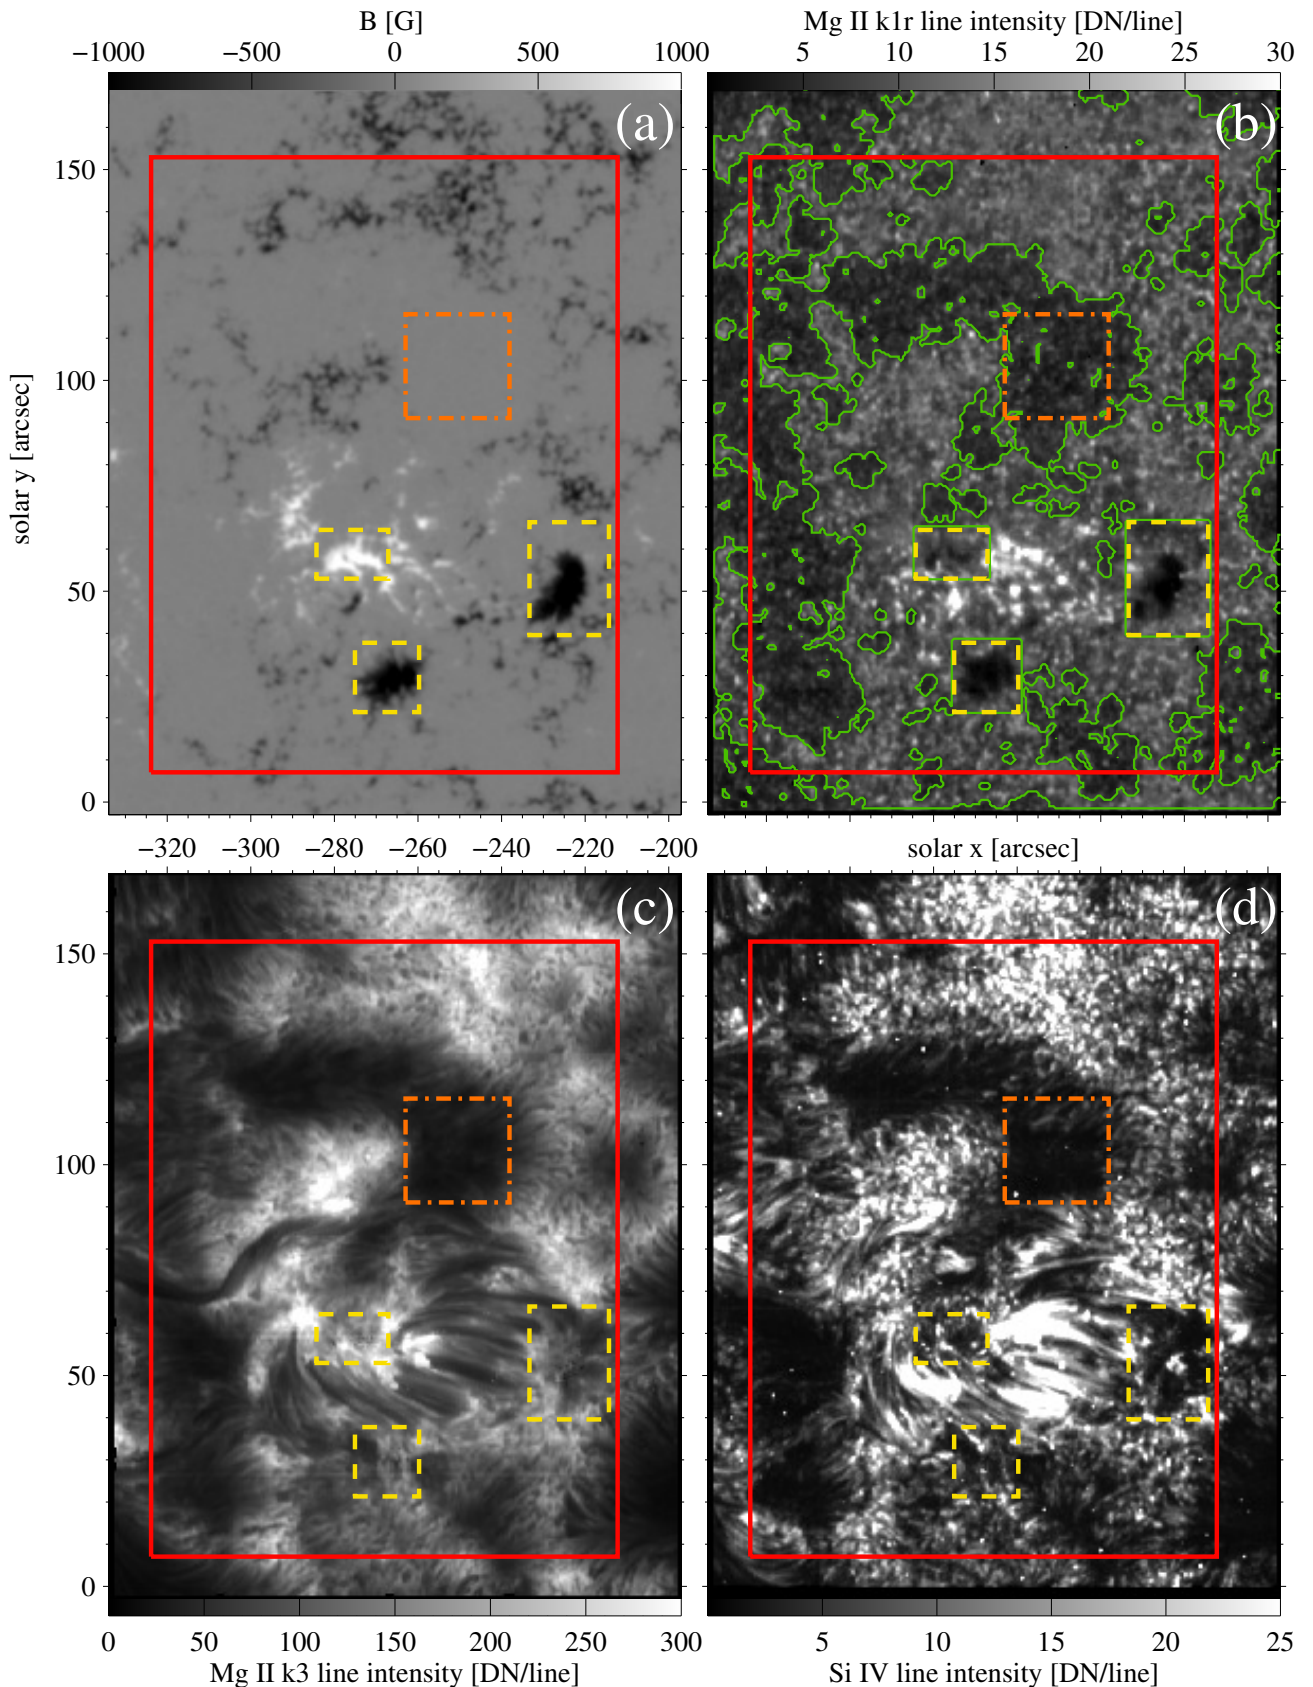 B [G]
Mg II k1r line intensity [DN/line]
−1000 −500 0 500 1000
5 10 15 20 25 30
(a)
(b)
150
100
50
0
solar y [arcsec]
−320 −300 −280 −260 −240 −220 −200
solar x [arcsec]
(c)
(d)
150
100
50
0
0 50 100 150 200 250 300
5 10 15 20 25
Mg II k3 line intensity [DN/line]
Si IV line intensity [DN/line]